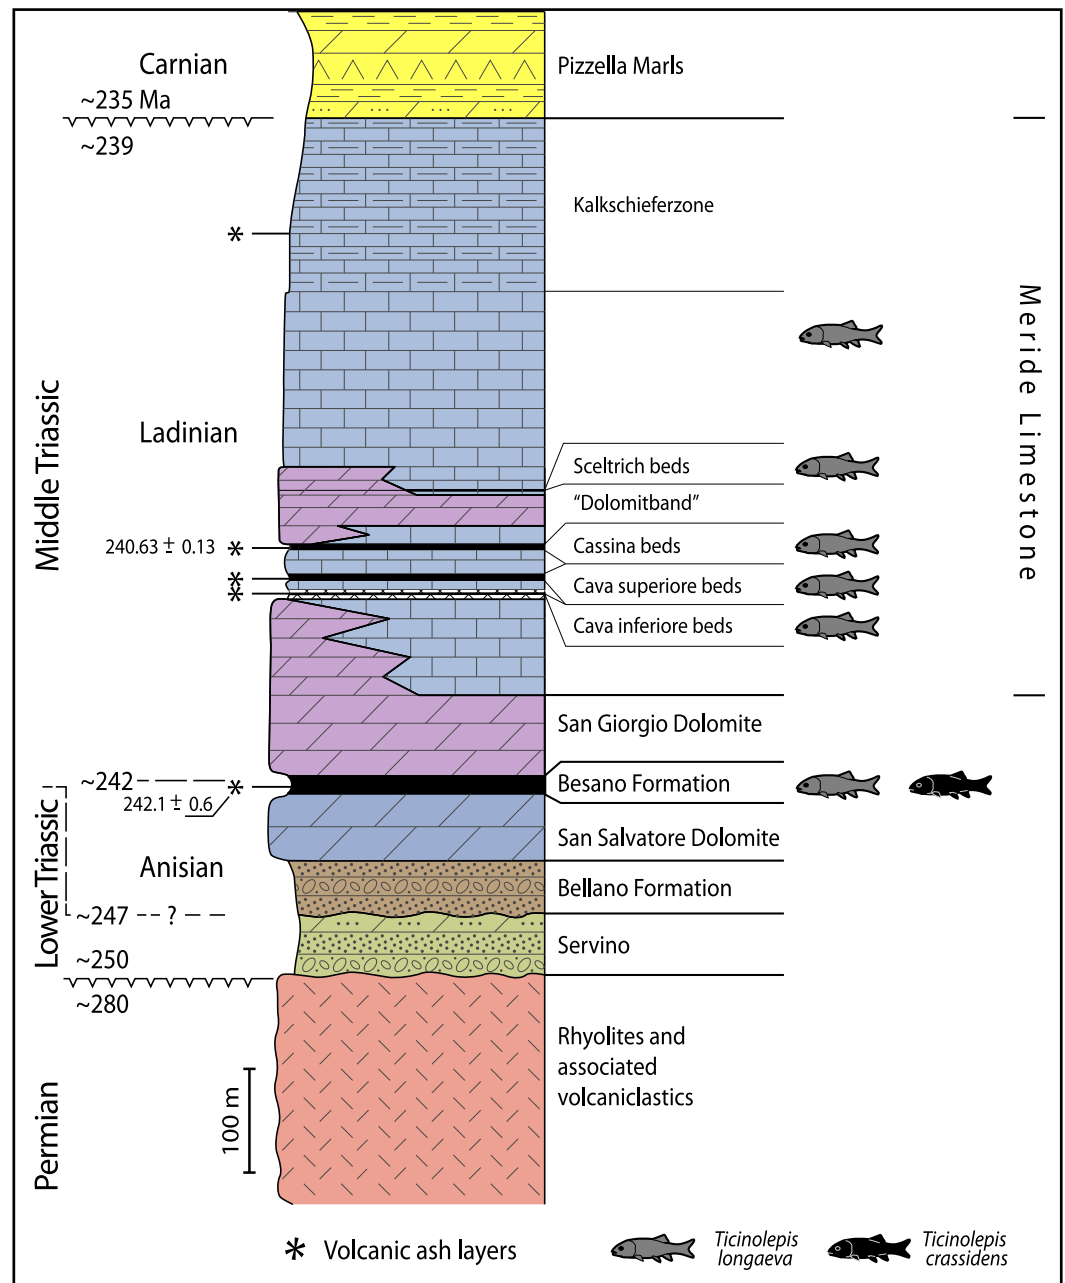 Carnian
Pizzella Marls
~235 Ma
~239
Kalkschieferzone
Meride Limestone
Middle Triassic
Ladinian
Sceltrich beds
“Dolomitband”
240.63 ± 0.13
*
Cassina beds
*
Cava superiore beds
*
Cava inferiore beds
San Giorgio Dolomite
~242
*
Besano Formation
242.1 ± 0.6
San Salvatore Dolomite
Lower Triassic
Anisian
Bellano Formation
~247 -- ? --
Servino
~250
~280
Rhyolites and
associated
volcaniclastics
Permian
100 m
* Volcanic ash layers
Ticinolepis
longaeva
Ticinolepis
crassidens